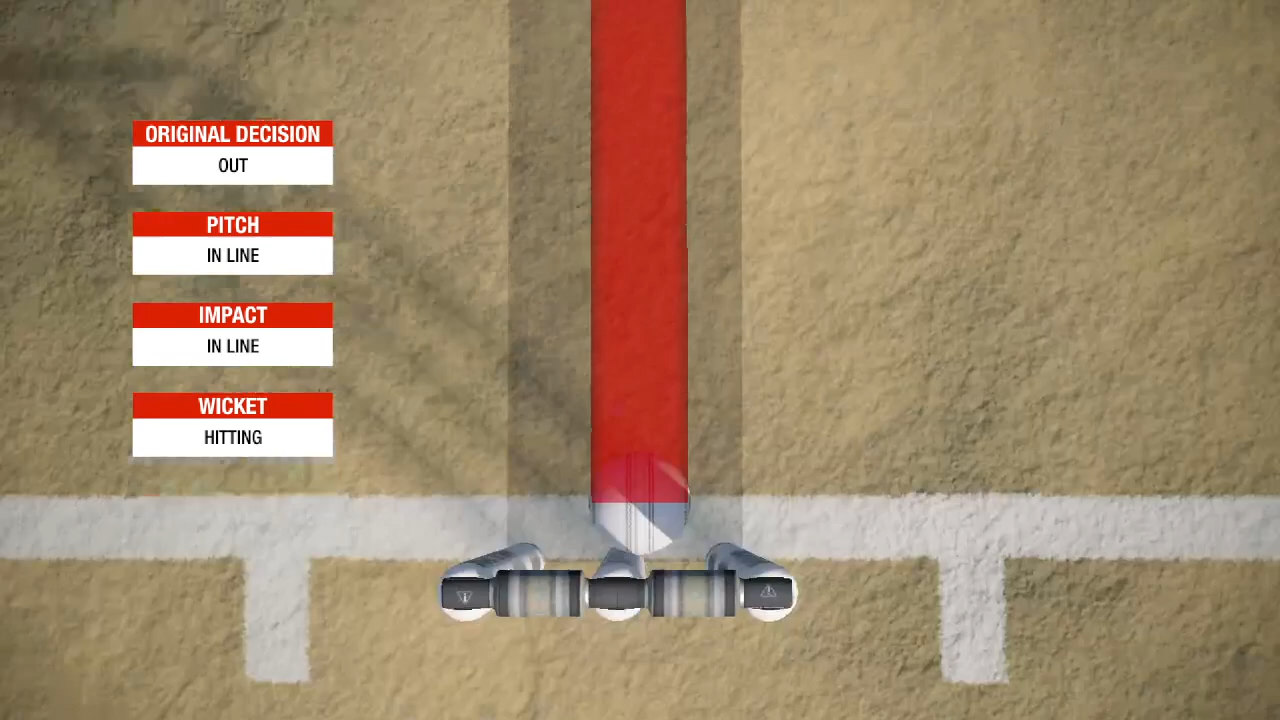 ORIGINAL DECISION
OUT
PITCH
IN LINE
IMPACT
IN LINE
WICKET
HITTING